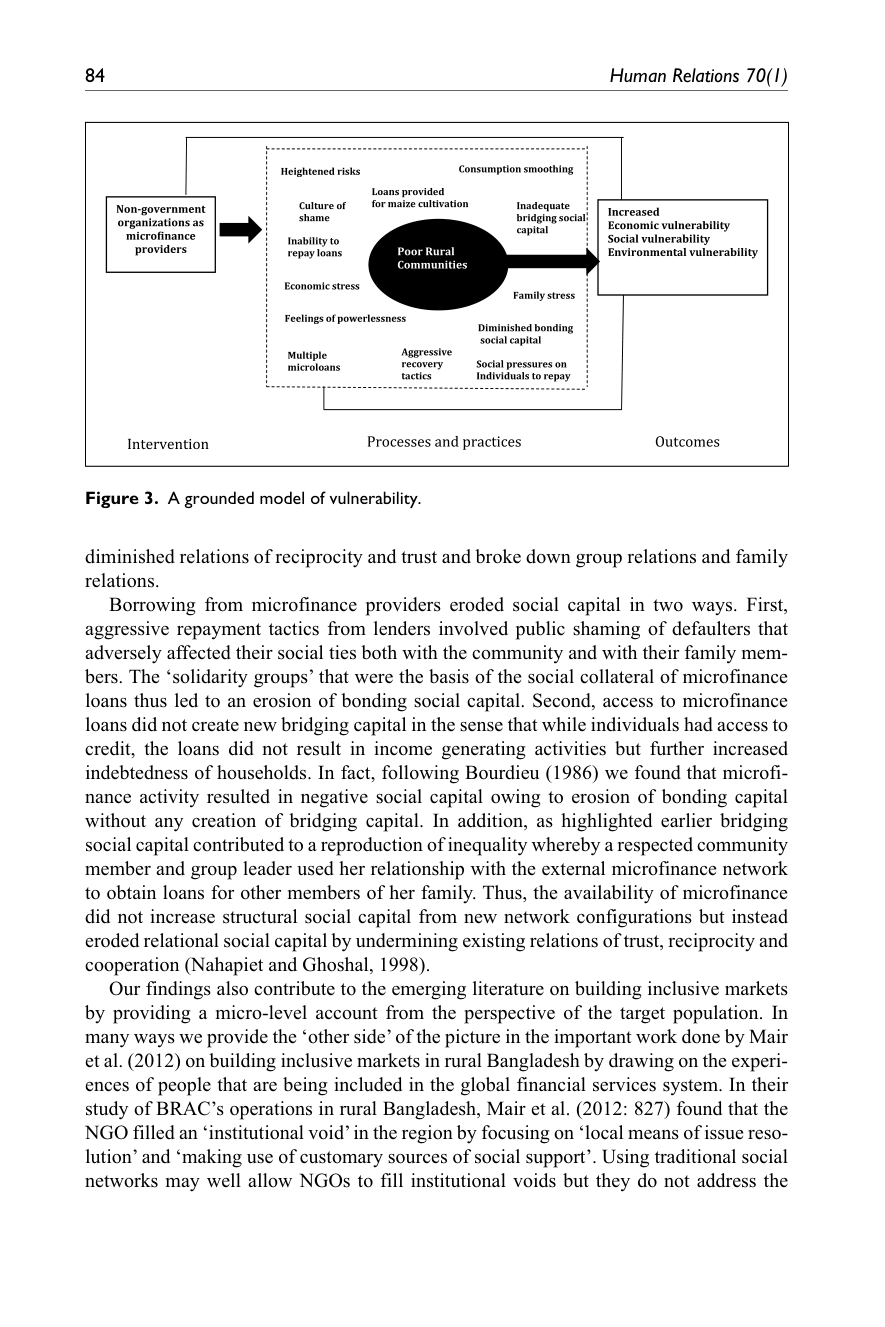 84
Human Relations 70(1)
Heightened risks
Consumption smoothing
Loans provided
for maize cultivation
Culture of
shame
Inadequate
bridging social
capital
Non-government
organizations as
microfinance
providers
Increased
Economic vulnerability
Social vulnerability
Environmental vulnerability
Inability to
repay loans
Poor Rural
Communities
Economic stress
Family stress
Feelings of powerlessness
Diminished bonding
social capital
Multiple
microloans
Aggressive
recovery
tactics
Social pressures on
Individuals to repay
Intervention
Processes and practices
Outcomes
Figure 3. A grounded model of vulnerability.
diminished relations of reciprocity and trust and broke down group relations and family
relations.
Borrowing from microfinance providers eroded social capital in two ways. First,
aggressive repayment tactics from lenders involved public shaming of defaulters that
adversely affected their social ties both with the community and with their family mem-
bers. The ‘solidarity groups’ that were the basis of the social collateral of microfinance
loans thus led to an erosion of bonding social capital. Second, access to microfinance
loans did not create new bridging capital in the sense that while individuals had access to
credit, the loans did not result in income generating activities but further increased
indebtedness of households. In fact, following Bourdieu (1986) we found that microfi-
nance activity resulted in negative social capital owing to erosion of bonding capital
without any creation of bridging capital. In addition, as highlighted earlier bridging
social capital contributed to a reproduction of inequality whereby a respected community
member and group leader used her relationship with the external microfinance network
to obtain loans for other members of her family. Thus, the availability of microfinance
did not increase structural social capital from new network configurations but instead
eroded relational social capital by undermining existing relations of trust, reciprocity and
cooperation (Nahapiet and Ghoshal, 1998).
Our findings also contribute to the emerging literature on building inclusive markets
by providing a micro-level account from the perspective of the target population. In
many ways we provide the ‘other side’ of the picture in the important work done by Mair
et al. (2012) on building inclusive markets in rural Bangladesh by drawing on the experi-
ences of people that are being included in the global financial services system. In their
study of BRAC’s operations in rural Bangladesh, Mair et al. (2012: 827) found that the
NGO filled an ‘institutional void’ in the region by focusing on ‘local means of issue reso-
lution’ and ‘making use of customary sources of social support’. Using traditional social
networks may well allow NGOs to fill institutional voids but they do not address the